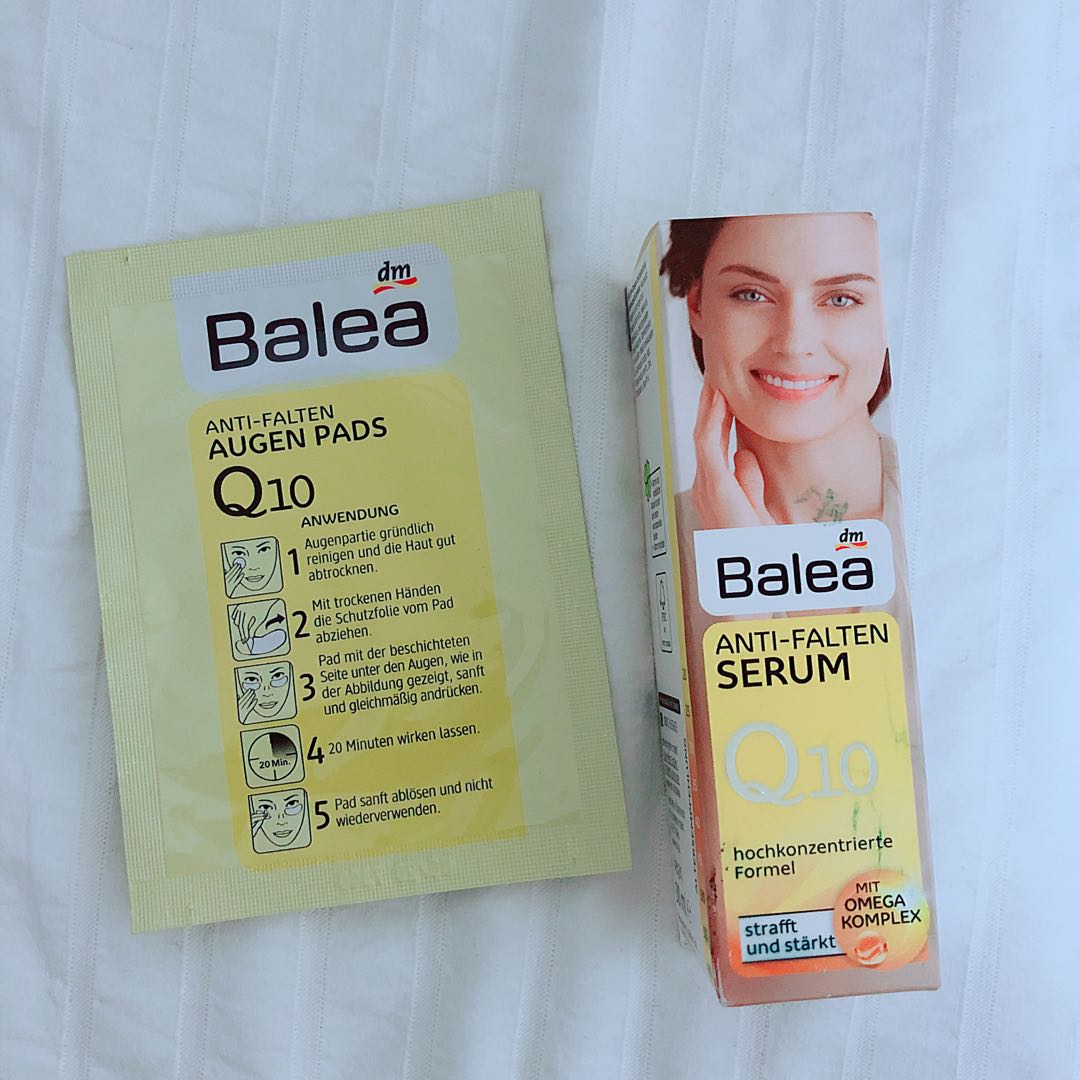 dm
Balea
ANTI-FALTEN
AUGEN PADS
Q10
ANWENDUNG
1 Augenpartie gründlich
reinigen und die Haut gut
abtrocknen.
2 Mit trockenen Händen
die Schutzfolie vom Pad
abziehen.
3 Pad mit der beschichteten
Seite unter den Augen, wie in
der Abbildung gezeigt, sanft
und gleichmäßig andrücken.
20 Min.
4 20 Minuten wirken lassen.
5 Pad sanft ablösen und nicht
wiederverwenden.
dm
Balea
ANTI-FALTEN
SERUM
Q10
hochkonzentrierte
Formel
MIT
OMEGA
KOMPLEX
strafft
und stärkt